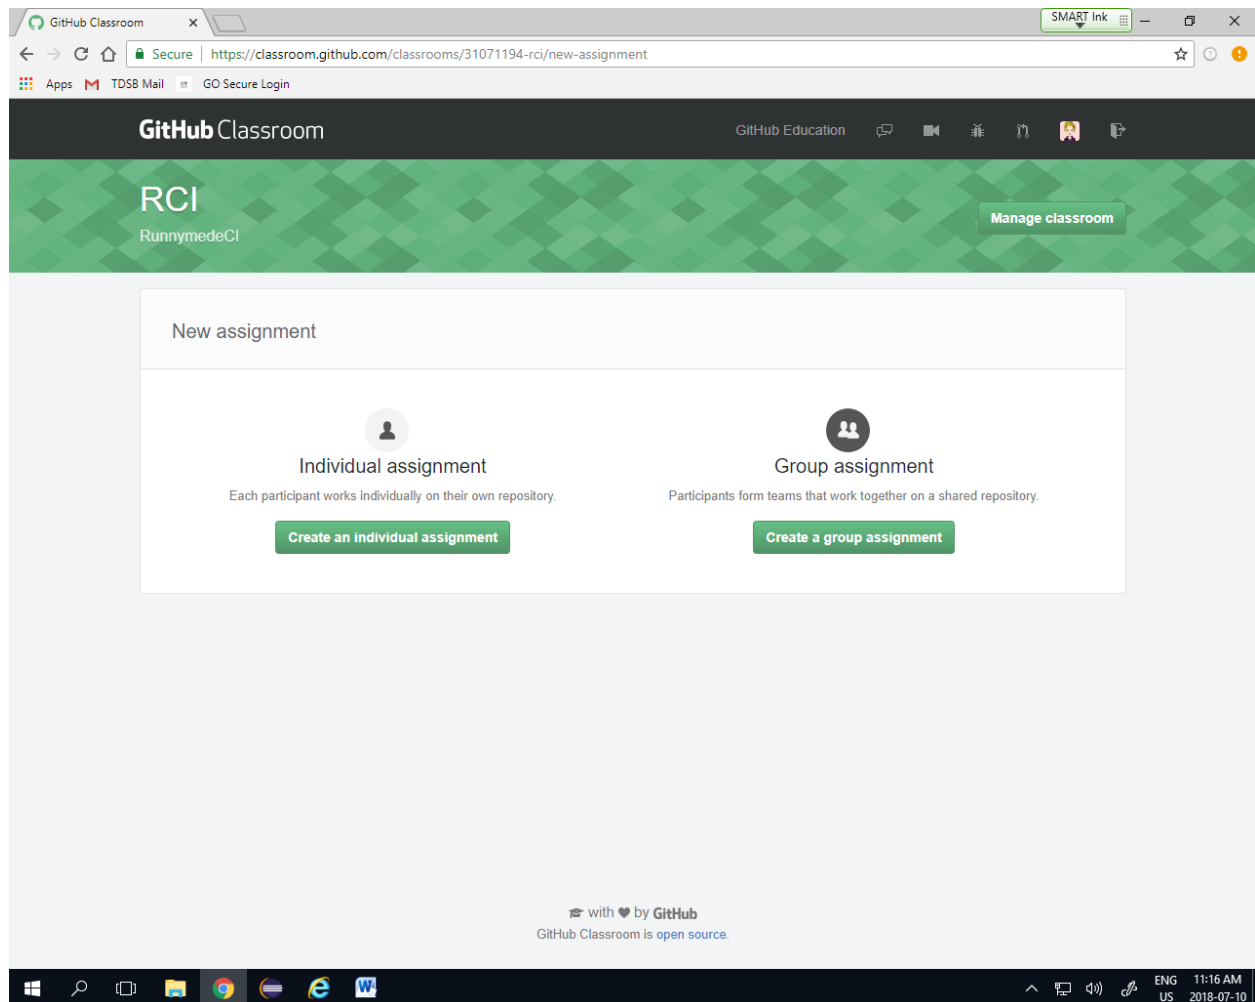 GitHub Classroom
SMART Ink
Secure
https://classroom.github.com/classrooms/31071194-rci/new-assignment
Apps
TDSB Mail
GO Secure Login
GitHub Classroom
GitHub Education
RCI
RunnymedeCI
Manage classroom
New assignment
Individual assignment
Each participant works individually on their own repository.
Create an individual assignment
Group assignment
Participants form teams that work together on a shared repository.
Create a group assignment
with ♥ by GitHub
GitHub Classroom is open source.
ENG
US
11:16 AM
2018-07-10